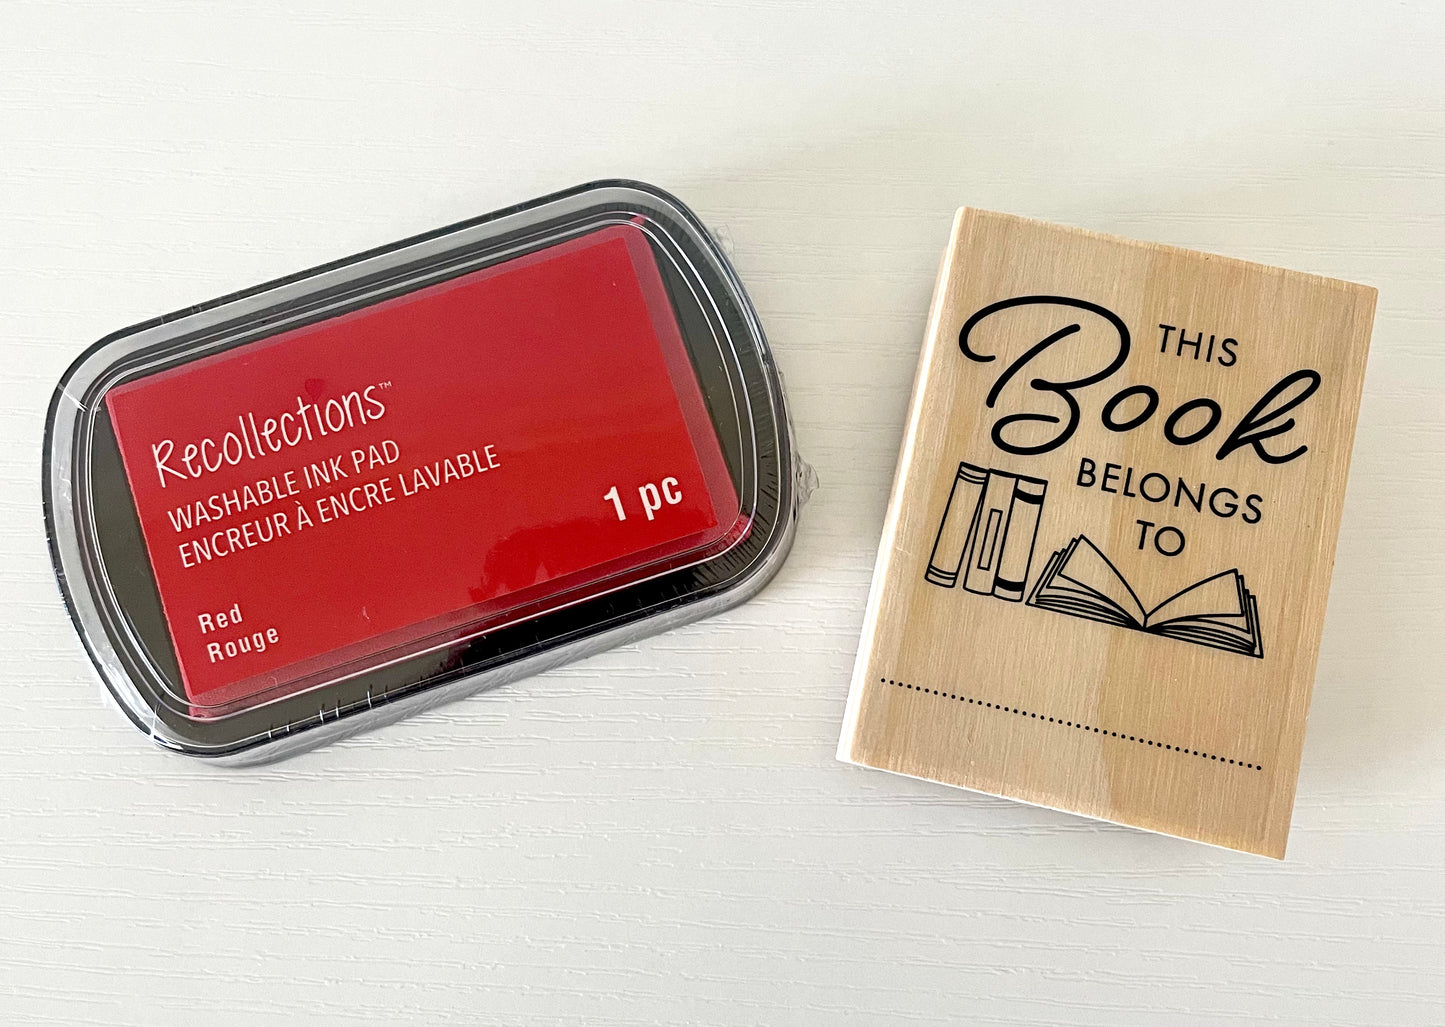 Recollections™
WASHABLE INK PAD
ENCREUR À ENCRE LAVABLE
1 pc
Red
Rouge
THIS
Book
BELONGS
TO